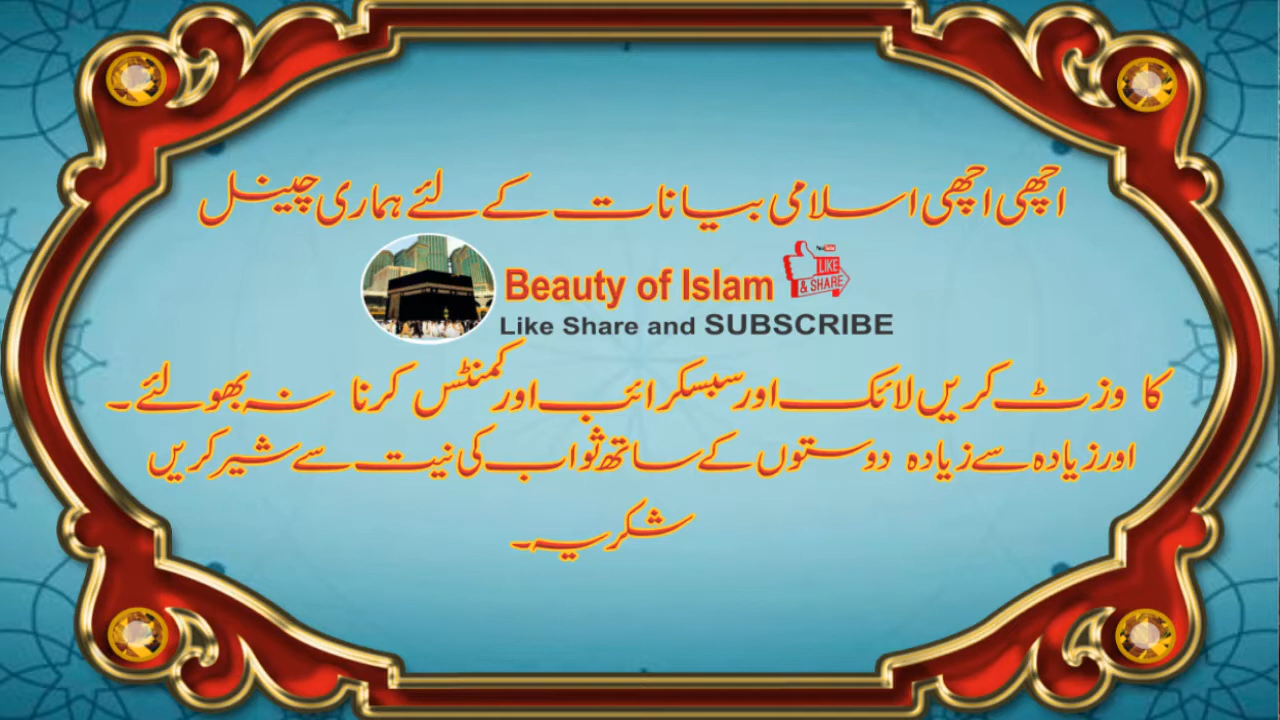 اچھی اچھی اسلامی بیانات کے لئے ہماری چینل
Beauty of Islam
LIKE
& SHARE
Like Share and SUBSCRIBE
کا وزٹ کریں لائک اور سبسکرائب اور کمنٹس کرنا نہ بھولئے ۔
اور زیادہ سے زیادہ دوستوں کے ساتھ ثواب کی نیت سے شیر کریں
شکریہ۔